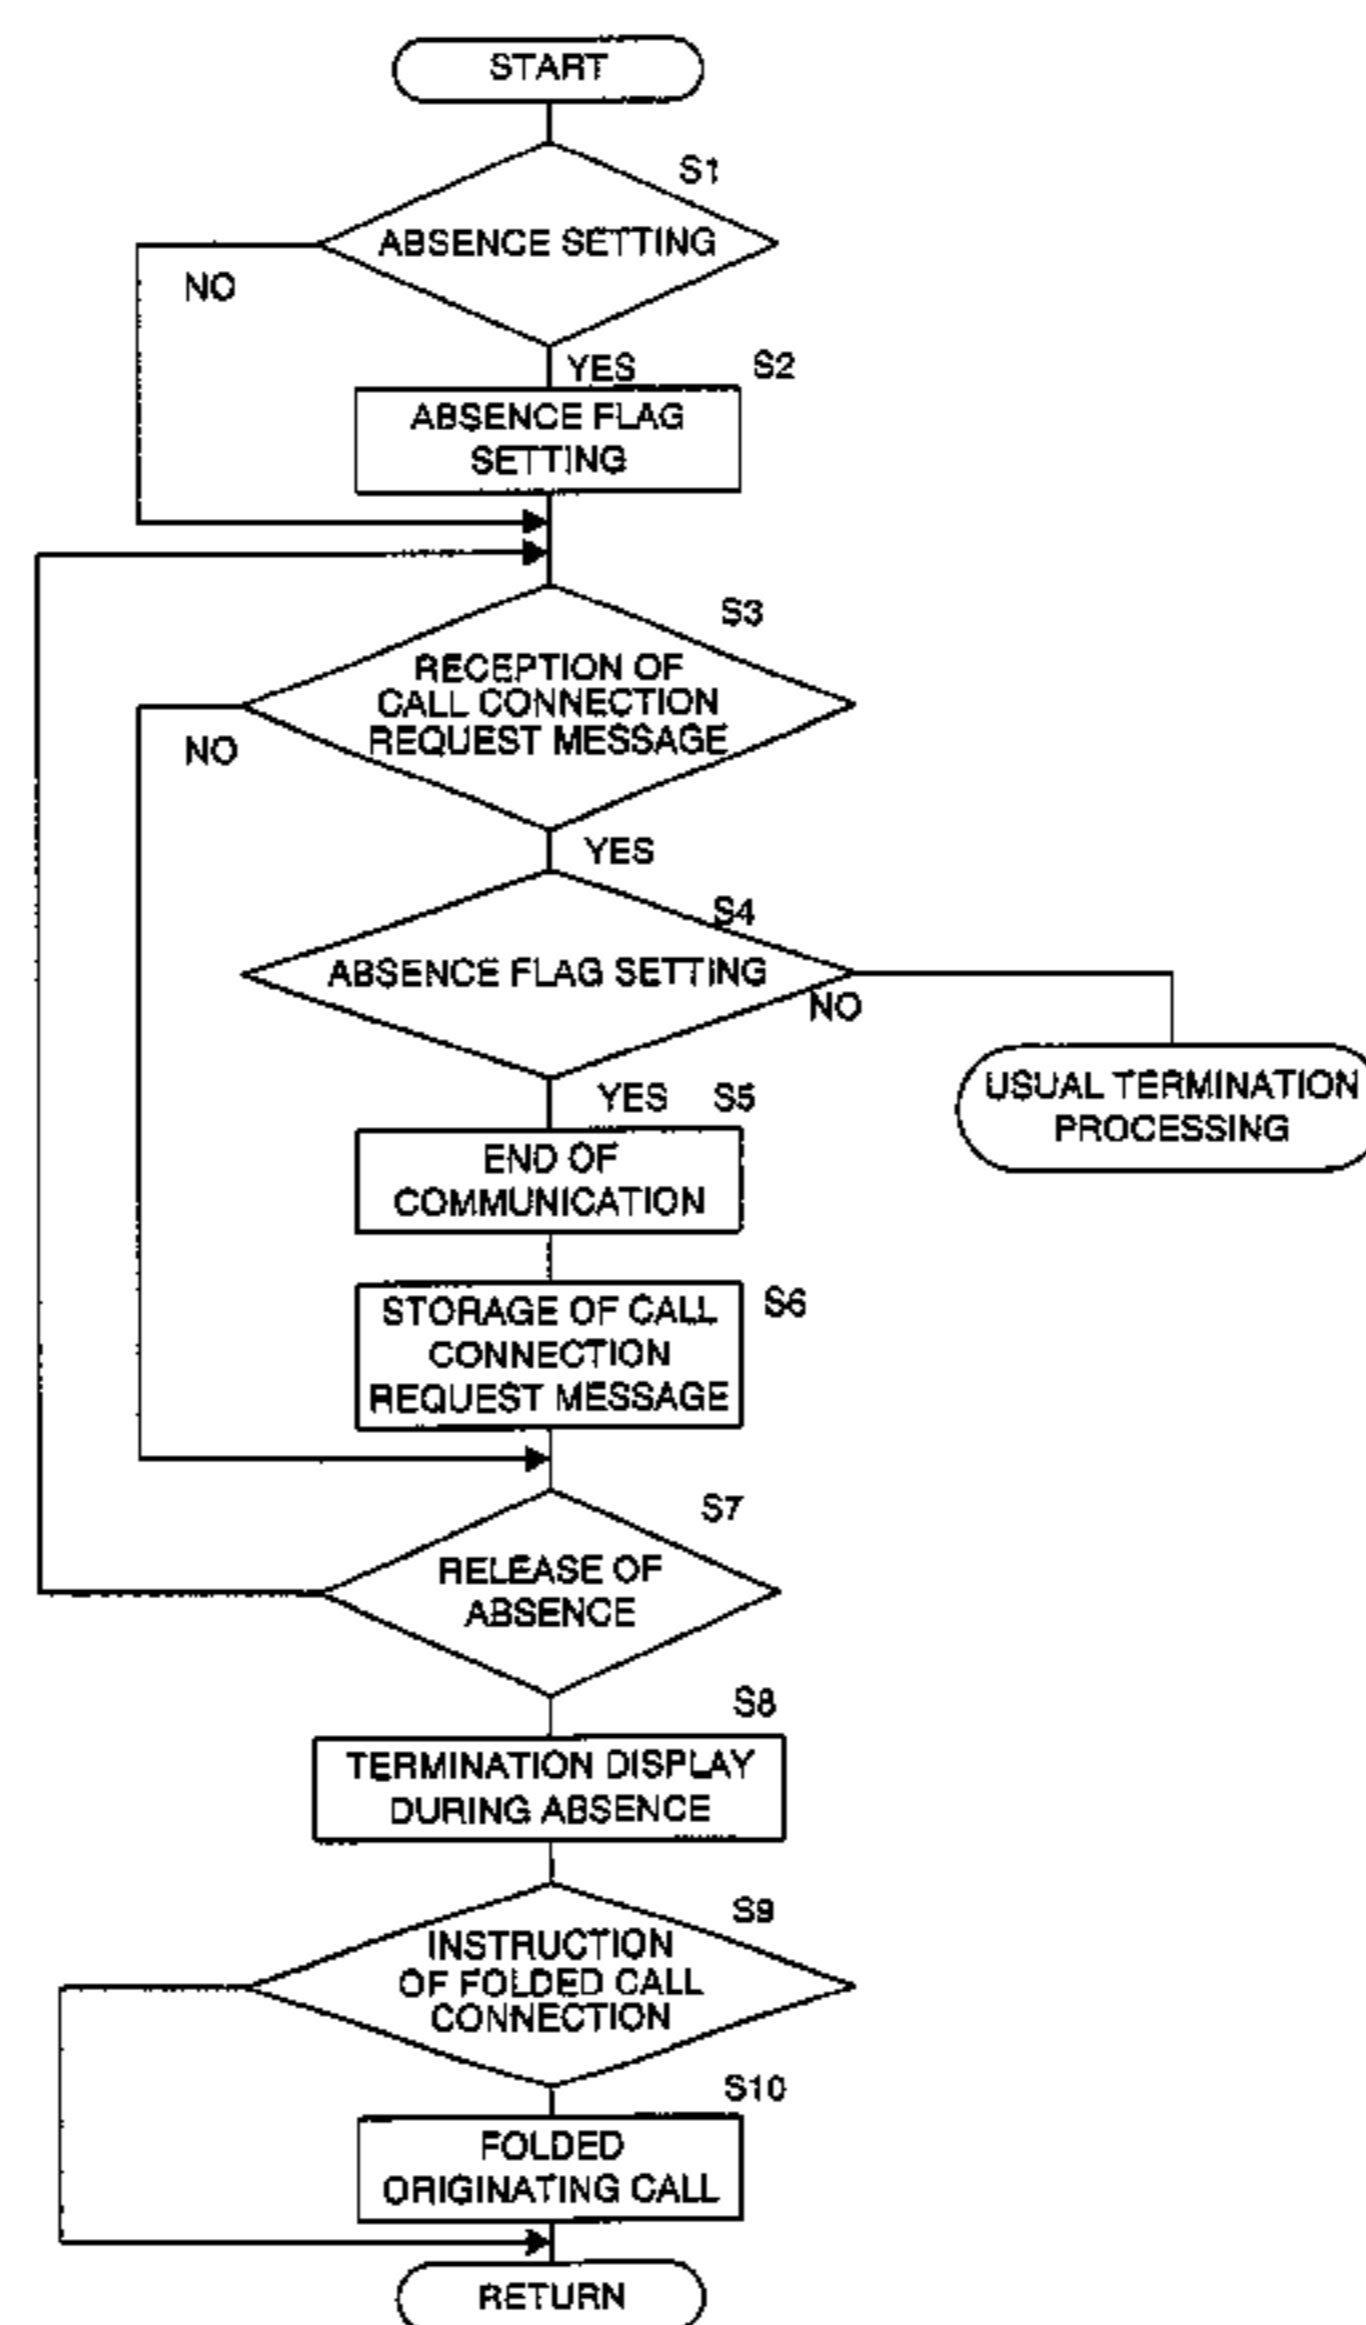 START
S1
ABSENCE SETTING
NO
YES
S2
ABSENCE FLAG
SETTING
S3
RECEPTION OF
CALL CONNECTION
REQUEST MESSAGE
NO
YES
S4
ABSENCE FLAG SETTING
NO
USUAL TERMINATION
PROCESSING
YES
S5
END OF
COMMUNICATION
S6
STORAGE OF CALL
CONNECTION
REQUEST MESSAGE
S7
RELEASE OF
ABSENCE
S8
TERMINATION DISPLAY
DURING ABSENCE
S9
INSTRUCTION
OF FOLDED CALL
CONNECTION
S10
FOLDED
ORIGINATING CALL
RETURN